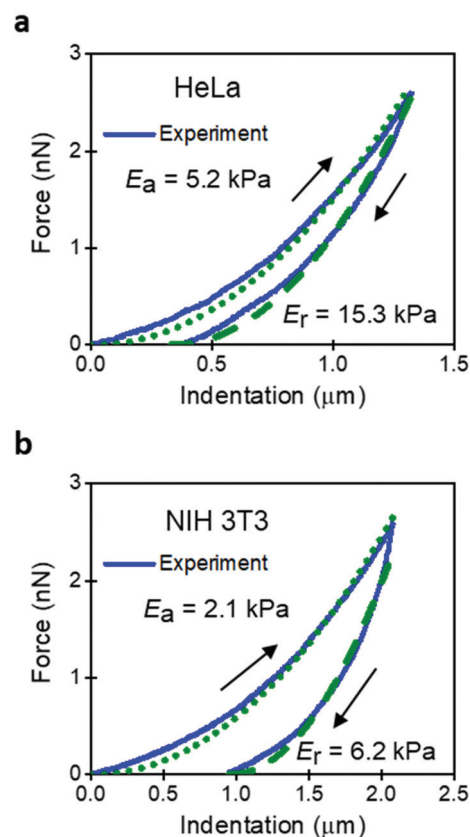 a
3
2
1
0
Force (nN)
HeLa
Experiment
Ea = 5.2 kPa
Er = 15.3 kPa
0.0 0.5 1.0 1.5
Indentation (μm)
b
3
2
1
0
Force (nN)
NIH 3T3
Experiment
Ea = 2.1 kPa
Er = 6.2 kPa
0.0 0.5 1.0 1.5 2.0 2.5
Indentation (μm)